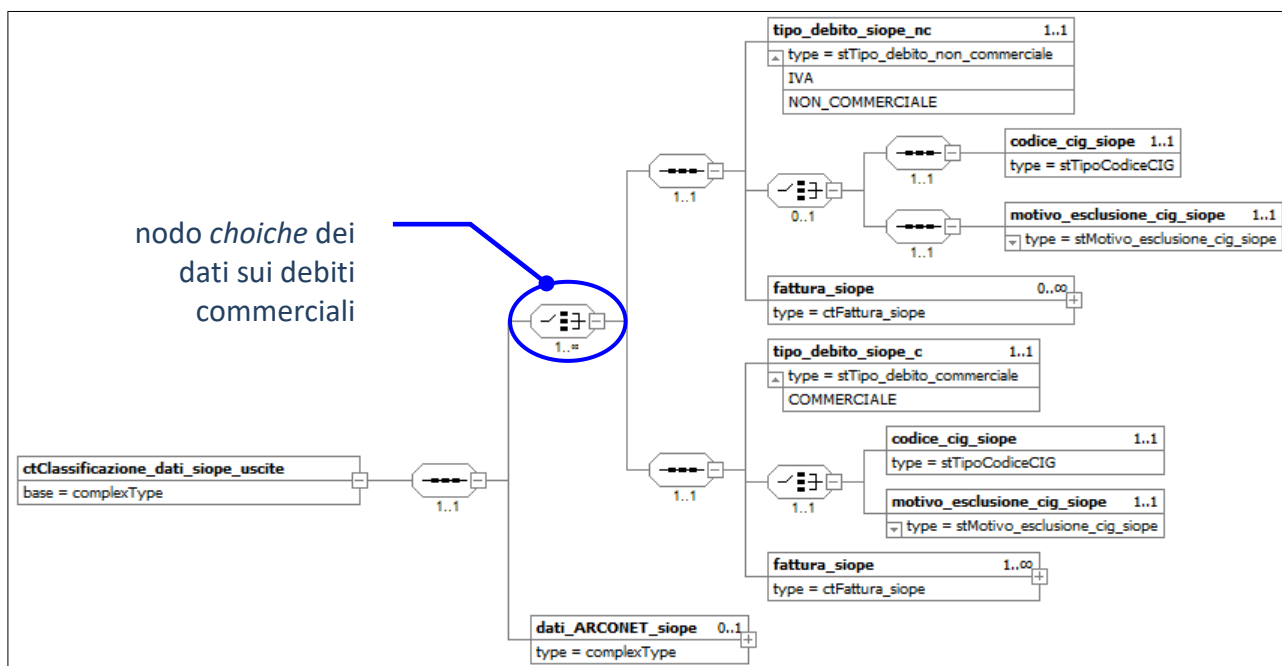 tipo_debito_siope_nc 1..1
type = stTipo_debito_non_commerciale
IVA
NON_COMMERCIALE
1..1
codice_cig_siope 1..1
type = stTipoCodiceCIG
1..1
0..1
motivo_esclusione_cig_siope 1..1
type = stMotivo_esclusione_cig_siope
1..1
fattura_siope 0..∞
type = ctFattura_siope
nodo choiche dei
dati sui debiti
commerciali
1..∞
tipo_debito_siope_c 1..1
type = stTipo_debito_commerciale
COMMERCIALE
codice_cig_siope 1..1
type = stTipoCodiceCIG
1..1
1..1
motivo_esclusione_cig_siope 1..1
type = stMotivo_esclusione_cig_siope
ctClassificazione_dati_siope_uscite
base = complexType
1..1
fattura_siope 1..∞
type = ctFattura_siope
dati_ARCONET_siope 0..1
type = complexType